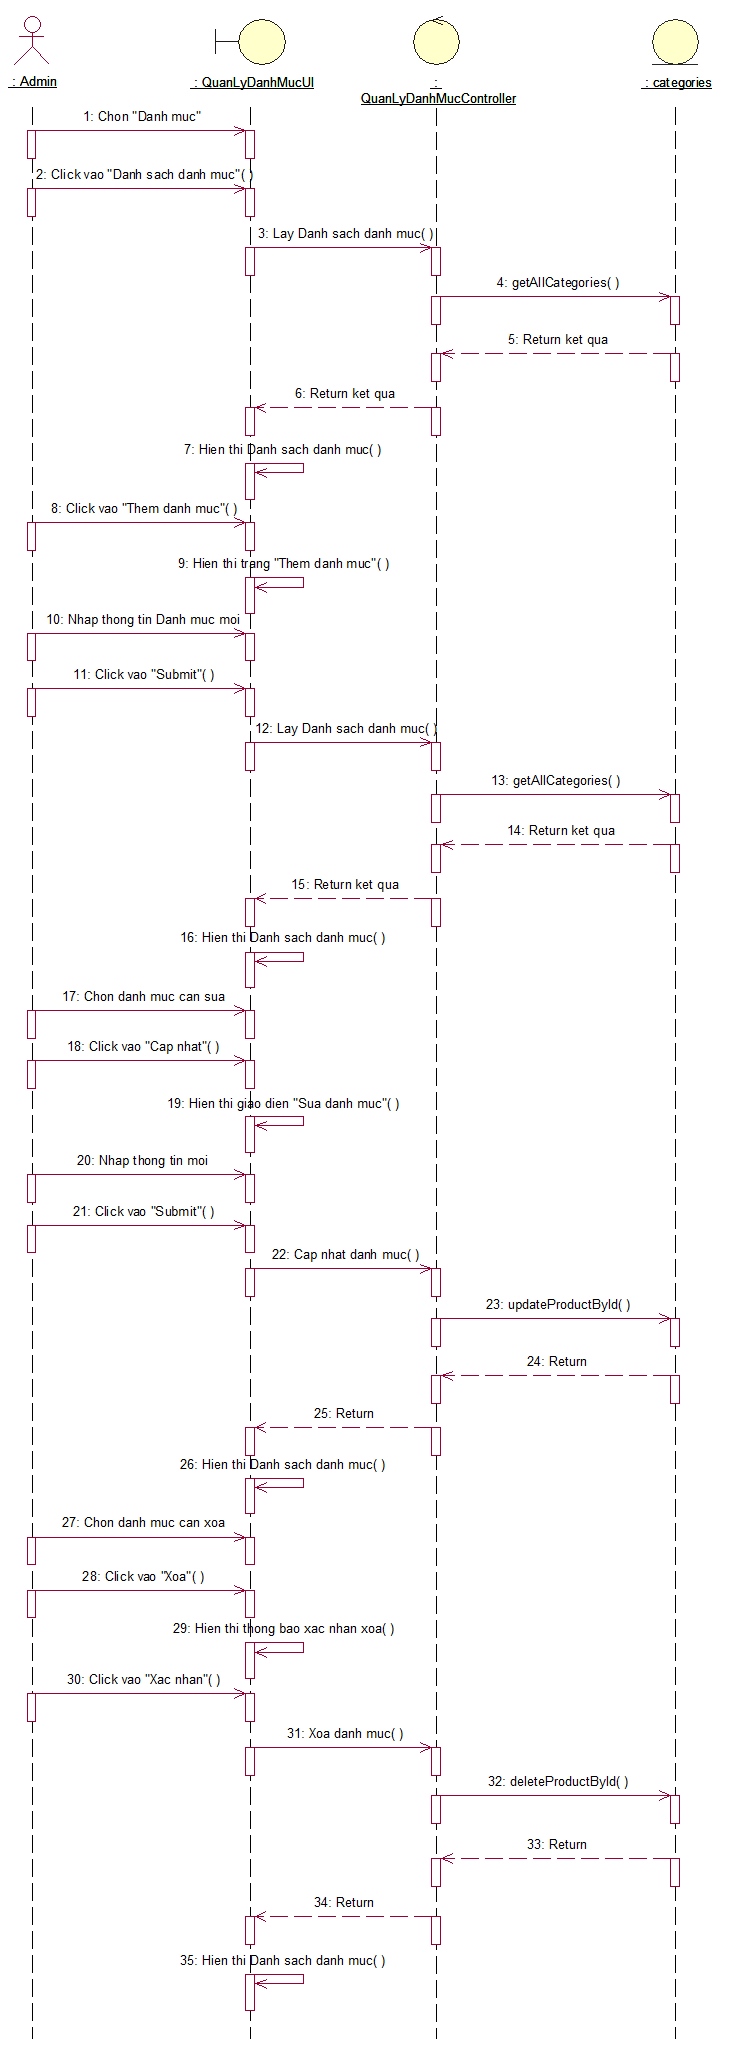 : Admin
: QuanLyDanhMucUI
:
QuanLyDanhMucController
: categories
1: Chon "Danh muc"
2: Click vao "Danh sach danh muc"( )
3: Lay Danh sach danh muc( )
4: getAllCategories( )
5: Return ket qua
6: Return ket qua
7: Hien thi Danh sach danh muc( )
8: Click vao "Them danh muc"( )
9: Hien thi trang "Them danh muc"( )
10: Nhap thong tin Danh muc moi
11: Click vao "Submit"( )
12: Lay Danh sach danh muc( )
13: getAllCategories( )
14: Return ket qua
15: Return ket qua
16: Hien thi Danh sach danh muc( )
17: Chon danh muc can sua
18: Click vao "Cap nhat"( )
19: Hien thi giao dien "Sua danh muc"( )
20: Nhap thong tin moi
21: Click vao "Submit"( )
22: Cap nhat danh muc( )
23: updateProductById( )
24: Return
25: Return
26: Hien thi Danh sach danh muc( )
27: Chon danh muc can xoa
28: Click vao "Xoa"( )
29: Hien thi thong bao xac nhan xoa( )
30: Click vao "Xac nhan"( )
31: Xoa danh muc( )
32: deleteProductById( )
33: Return
34: Return
35: Hien thi Danh sach danh muc( )